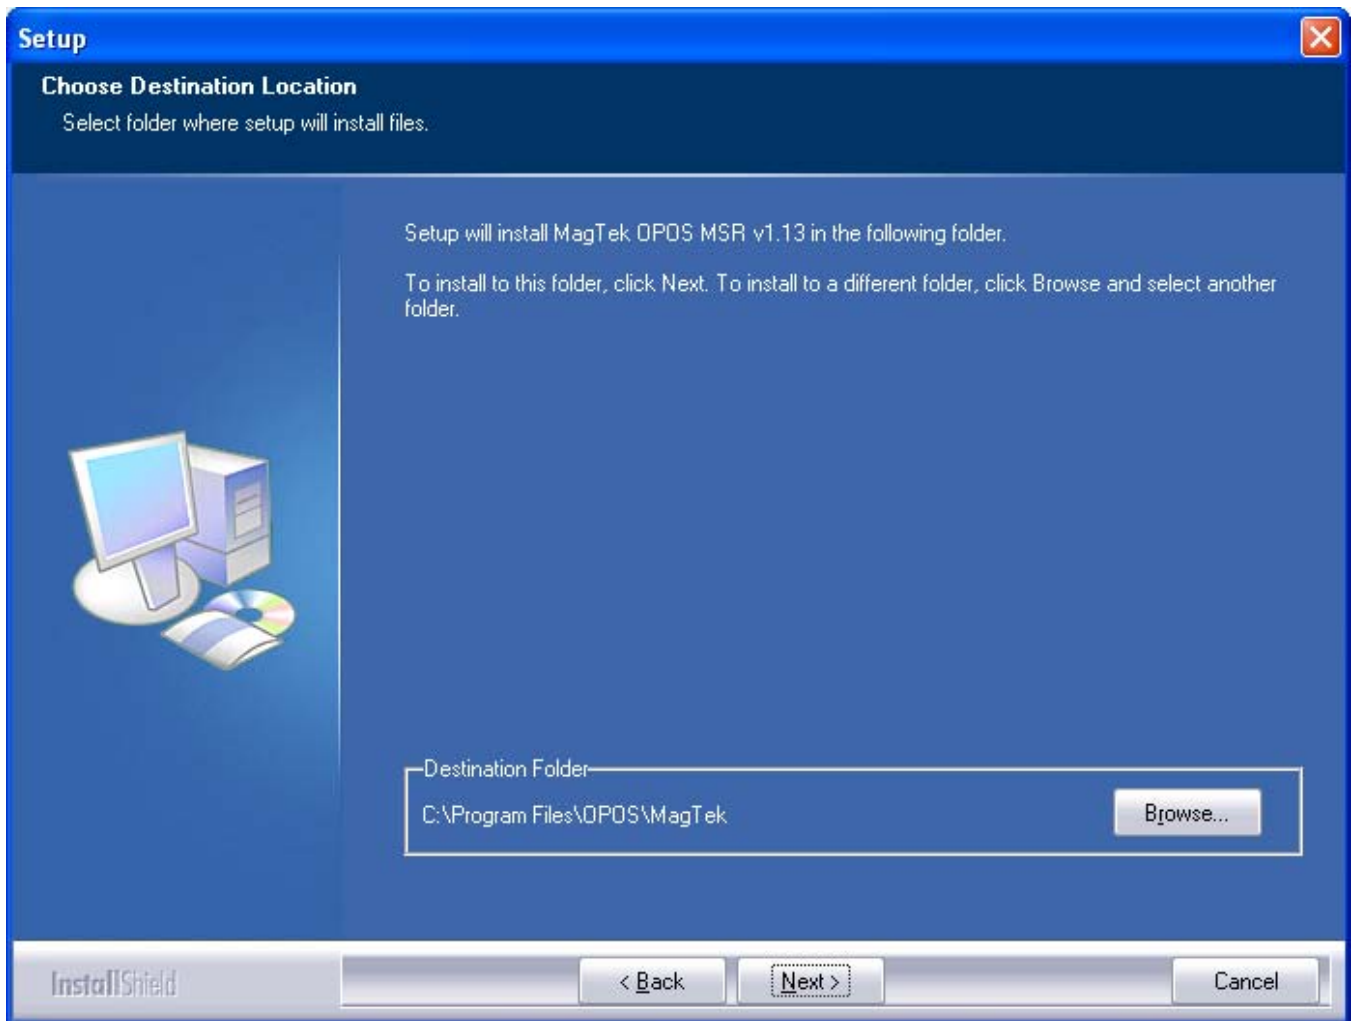 Setup
Choose Destination Location
Select folder where setup will install files.
Setup will install MagTek OPOS MSR v1.13 in the following folder.
To install to this folder, click Next. To install to a different folder, click Browse and select another
folder.
Destination Folder
C:\Program Files\OPOS\MagTek
Browse...
InstallShield
< Back
Next >
Cancel